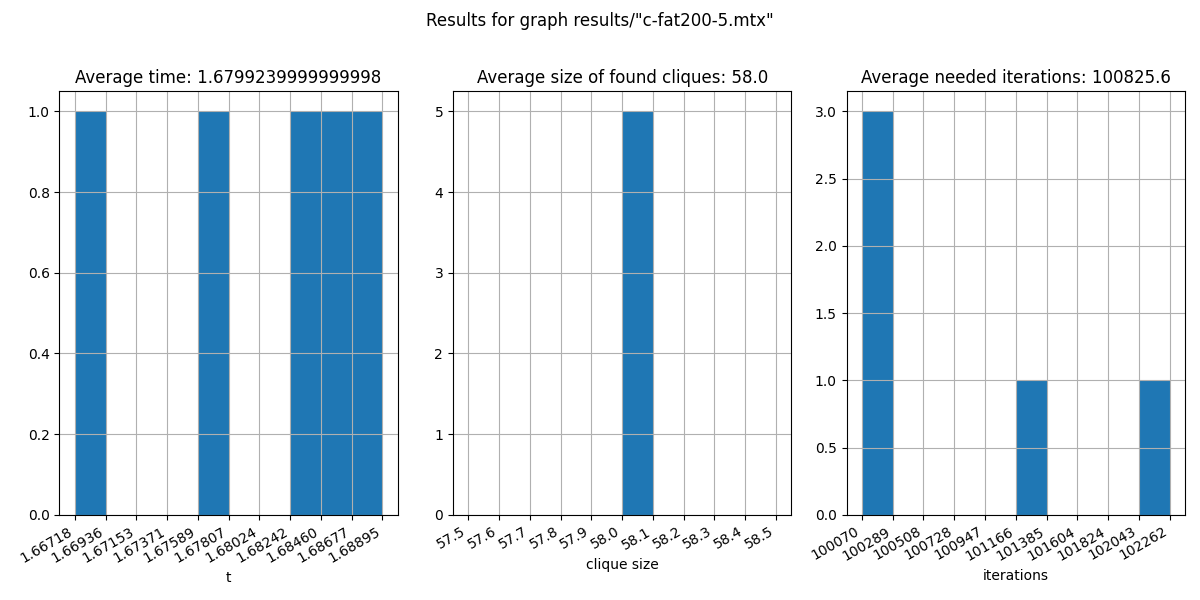 Results for graph results/"c-fat200-5.mtx"
Average time: 1.6799239999999998
1.0
0.8
0.6
0.4
0.2
0.0
1.66718 1.66936 1.67153 1.67371 1.67589 1.67807 1.68024 1.68242 1.68460 1.68677 1.68895
t
Average size of found cliques: 58.0
5
4
3
2
1
0
57.5 57.6 57.7 57.8 57.9 58.0 58.1 58.2 58.3 58.4 58.5
clique size
Average needed iterations: 100825.6
3.0
2.5
2.0
1.5
1.0
0.5
0.0
100070 100289 100508 100728 100947 101166 101385 101604 101824 102043 102262
iterations